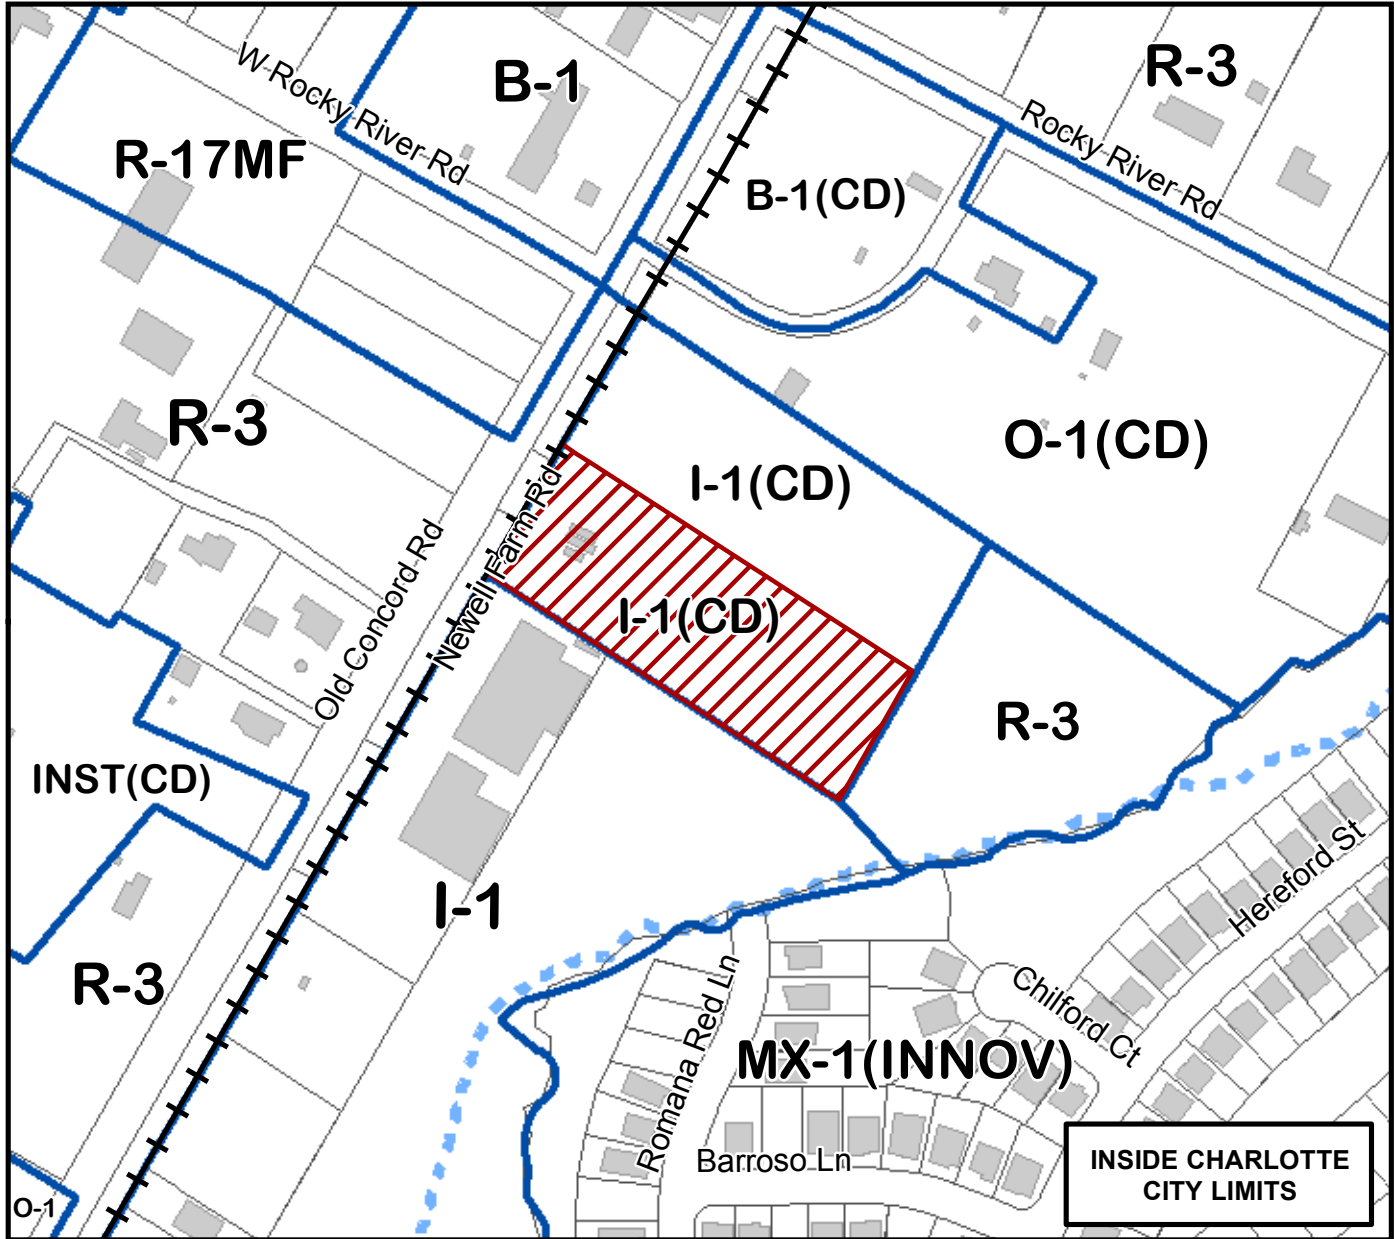 R-3
B-1
W Rocky River Rd
Rocky River Rd
R-17MF
B-1(CD)
R-3
O-1(CD)
I-1(CD)
Newell Farm Rd
Old Concord Rd
I-1(CD)
R-3
INST(CD)
Hereford St
I-1
R-3
Romana Red Ln
Chilford Ct
MX-1(INNOV)
Barroso Ln
INSIDE CHARLOTTE
CITY LIMITS
O-1